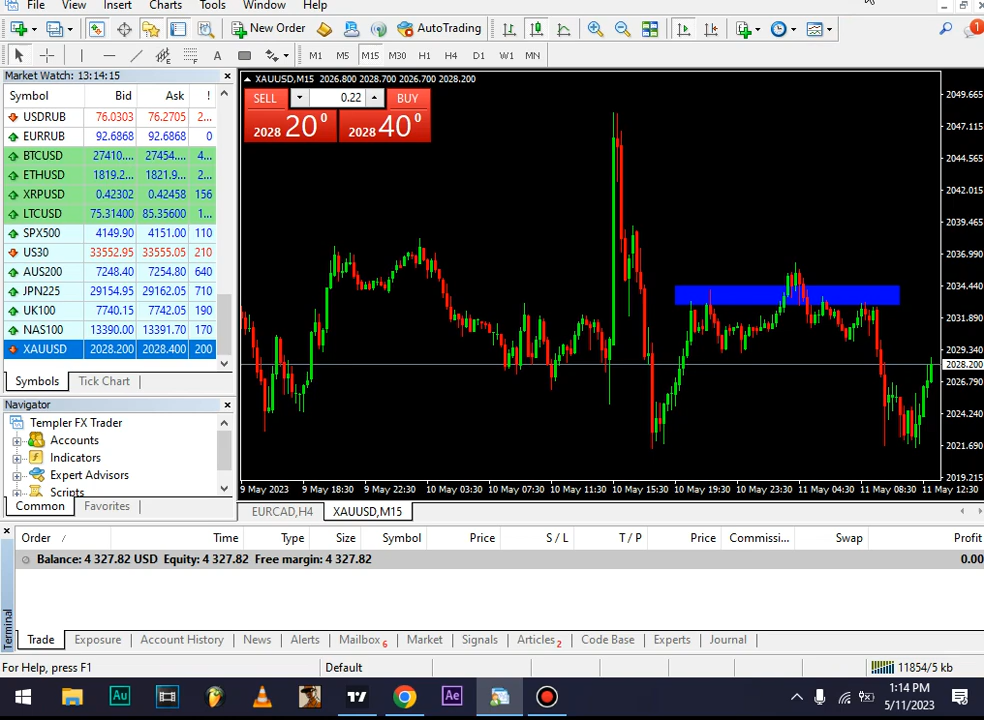 File View Insert Charts Tools Window Help
New Order AutoTrading 1
A M1 M5 M15 M30 H1 H4 D1 W1 MN
Market Watch: 13:14:15
Symbol Bid Ask !
USDRUB 76.0303 76.2705 2...
EURRUB 92.6868 92.6868 0
BTCUSD 27410.... 27454.... 4...
ETHUSD 1819.2... 1821.9... 2...
XRPUSD 0.42302 0.42458 156
LTCUSD 75.31400 85.35600 1...
SPX500 4149.90 4151.00 110
US30 33552.95 33555.05 210
AUS200 7248.40 7254.80 640
JPN225 29154.95 29162.05 710
UK100 7740.15 7742.05 190
NAS100 13390.00 13391.70 170
XAUUSD 2028.200 2028.400 200
Symbols Tick Chart
Navigator
Templer FX Trader
Accounts
Indicators
Expert Advisors
Scripts
Common Favorites
XAUUSD,M15 2026.800 2028.700 2026.700 2028.200
SELL 0.22 BUY
2028 20 0 2028 40 0
2049.665
2047.115
2044.565
2042.015
2039.465
2036.990
2034.440
2031.890
2029.340
2028.200
2026.790
2024.240
2021.690
2019.215
9 May 2023 9 May 18:30 9 May 22:30 10 May 03:30 10 May 07:30 10 May 11:30 10 May 15:30 10 May 19:30 10 May 23:30 11 May 04:30 11 May 08:30 11 May 12:30
EURCAD,H4 XAUUSD,M15
Order / Time Type Size Symbol Price S / L T / P Price Commissi... Swap Profit
Balance: 4 327.82 USD Equity: 4 327.82 Free margin: 4 327.82 0.00
Terminal
Trade Exposure Account History News Alerts Mailbox 6 Market Signals Articles 2 Code Base Experts Journal
For Help, press F1 Default 11854/5 kb
Au Ae 1:14 PM
5/11/2023